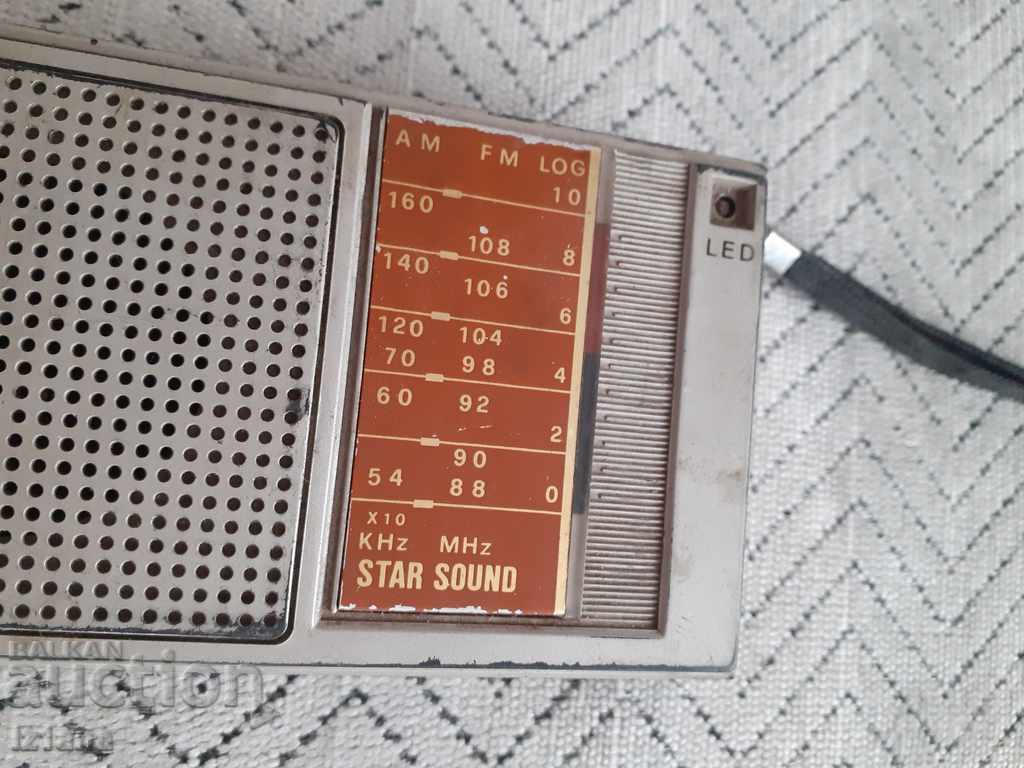 AM FM LOG
10
160
108 8
140
106
6
120 104
70 98 4
60 92
2
90
54 88 0
X10
KHz MHz
STAR SOUND
LED
BALKAN
auction